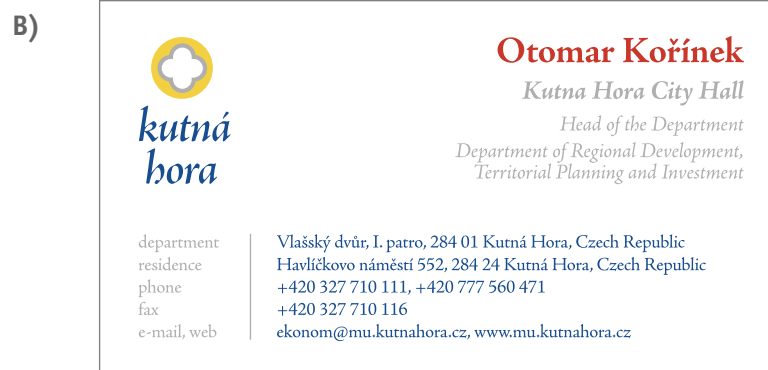 B)
kutná
hora
Otomar Kořínek
Kutna Hora City Hall
Head of the Department
Department of Regional Development,
Territorial Planning and Investment
department Vlašský dvůr, I. patro, 284 01 Kutná Hora, Czech Republic
residence Havlíčkovo náměstí 552, 284 24 Kutná Hora, Czech Republic
phone +420 327 710 111, +420 777 560 471
fax +420 327 710 116
e-mail, web ekonom@mu.kutnahora.cz, www.mu.kutnahora.cz